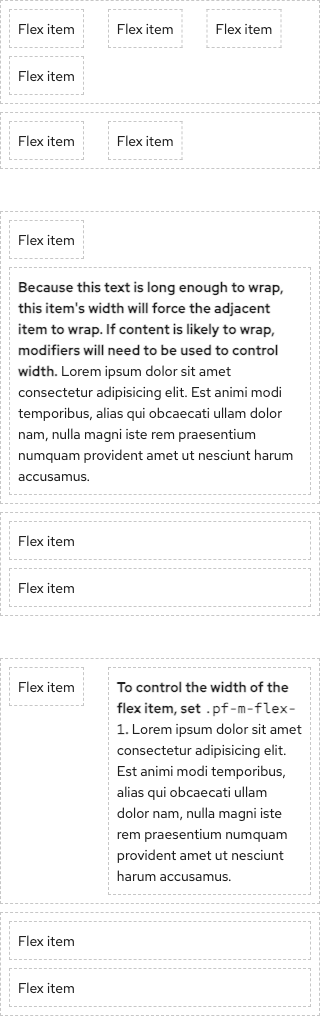 Flex item Flex item Flex item
Flex item
Flex item Flex item
Flex item
Because this text is long enough to wrap,
this item's width will force the adjacent
item to wrap. If content is likely to wrap,
modifiers will need to be used to control
width. Lorem ipsum dolor sit amet
consectetur adipisicing elit. Est animi modi
temporibus, alias qui obcaecati ullam dolor
nam, nulla magni iste rem praesentium
numquam provident amet ut nesciunt harum
accusamus.
Flex item
Flex item
Flex item
To control the width of the
flex item, set .pf-m-flex-
1. Lorem ipsum dolor sit amet
consectetur adipisicing elit.
Est animi modi temporibus,
alias qui obcaecati ullam
dolor nam, nulla magni iste
rem praesentium numquam
provident amet ut nesciunt
harum accusamus.
Flex item
Flex item